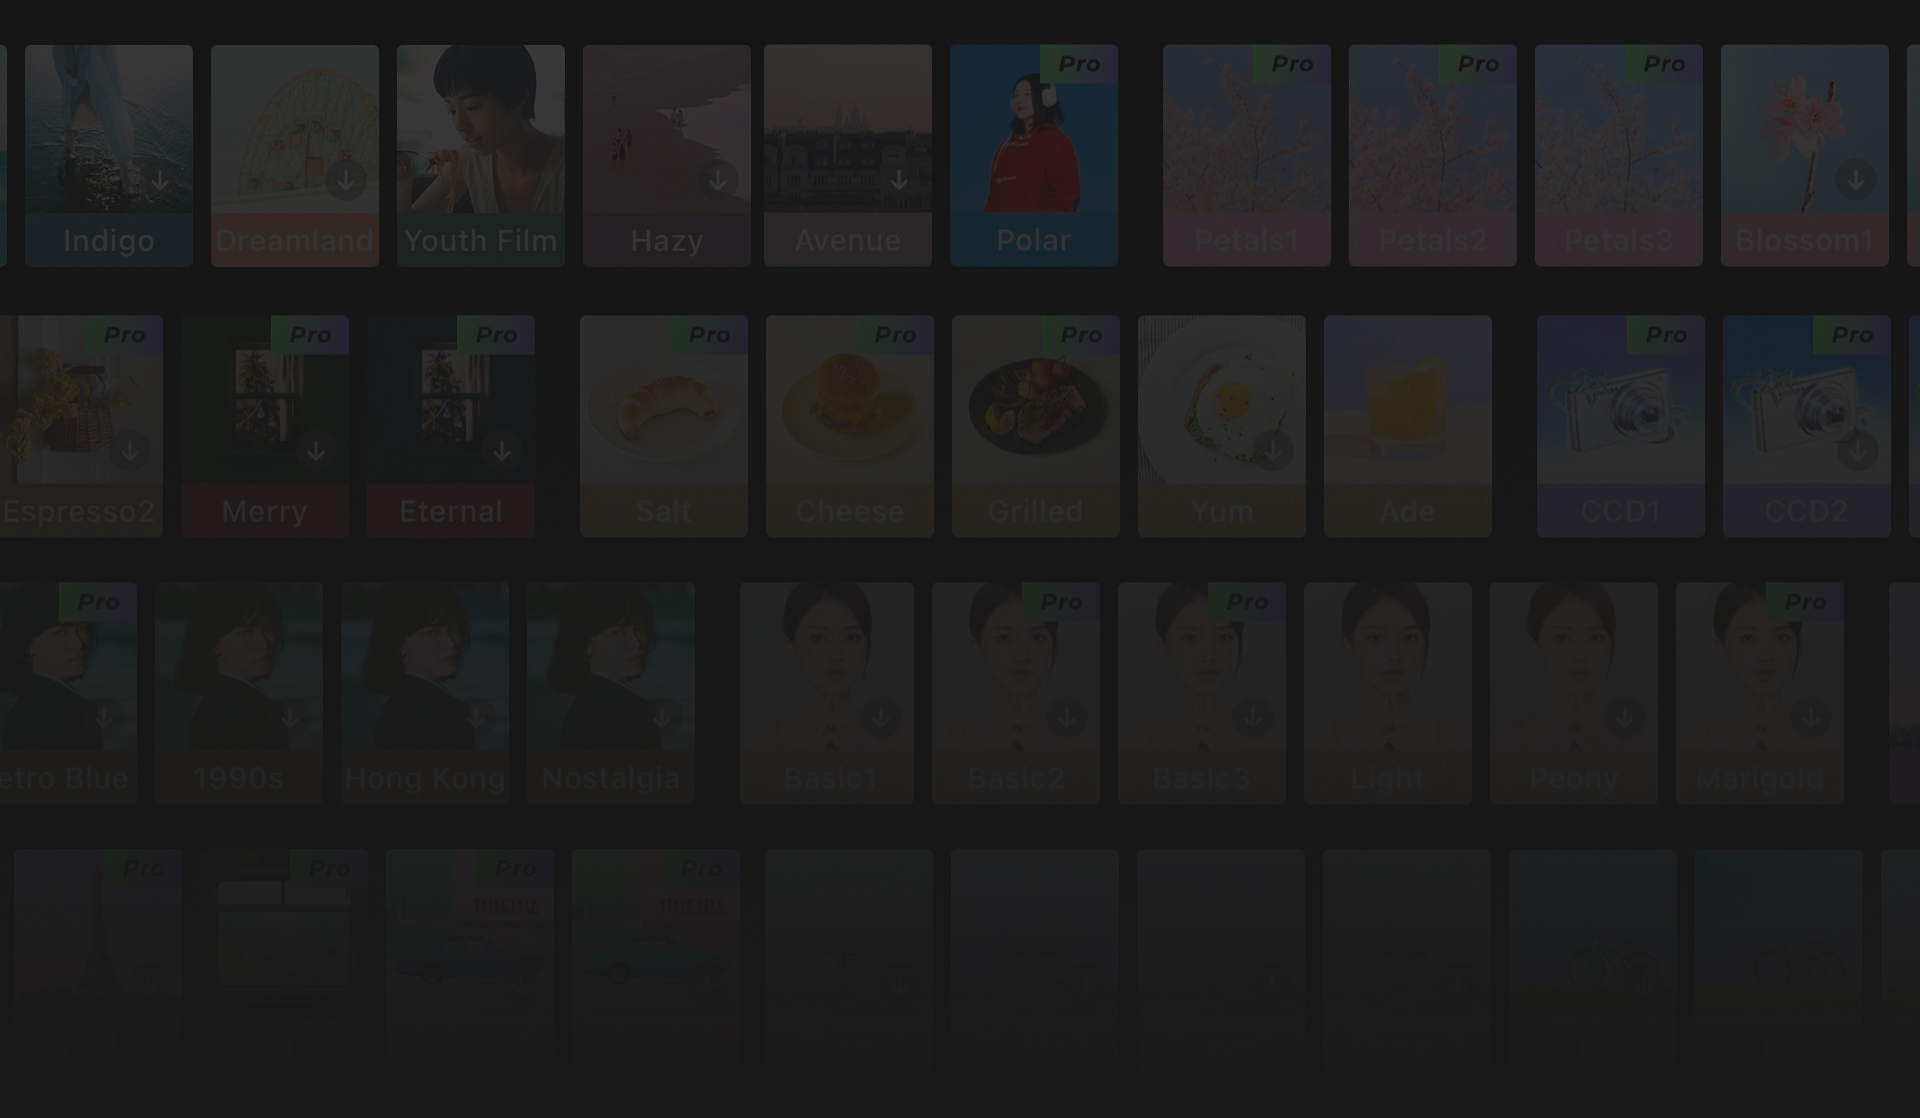 Pro Pro Pro Pro
Indigo Dreamland Youth Film Hazy Avenue Polar Petals1 Petals2 Petals3 Blossom1
Pro Pro Pro Pro Pro Pro Pro Pro
Espresso2 Merry Eternal Salt Cheese Grilled Yum Ade CCD1 CCD2
Pro Pro Pro Pro
etro Blue 1990s Hong Kong Nostalgia Basic1 Basic2 Basic3 Light Peony Marigold
Pro Pro Pro Pro